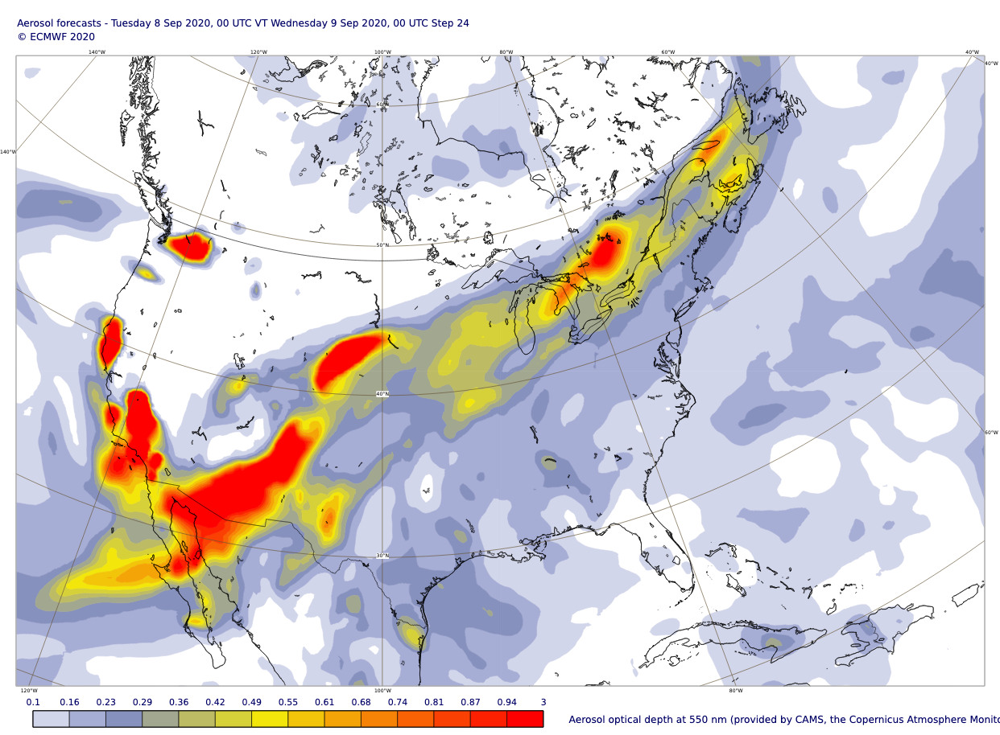 Aerosol forecasts - Tuesday 8 Sep 2020, 00 UTC VT Wednesday 9 Sep 2020, 00 UTC Step 24
© ECMWF 2020
140°W 120°W 100°W 80°W 60°W 40°W
40°W
60°N
140°W
50°N
40°N
60°W
30°N
120°W 100°W 80°W
0.1 0.16 0.23 0.29 0.36 0.42 0.49 0.55 0.61 0.68 0.74 0.81 0.87 0.94 3
Aerosol optical depth at 550 nm (provided by CAMS, the Copernicus Atmosphere Monito